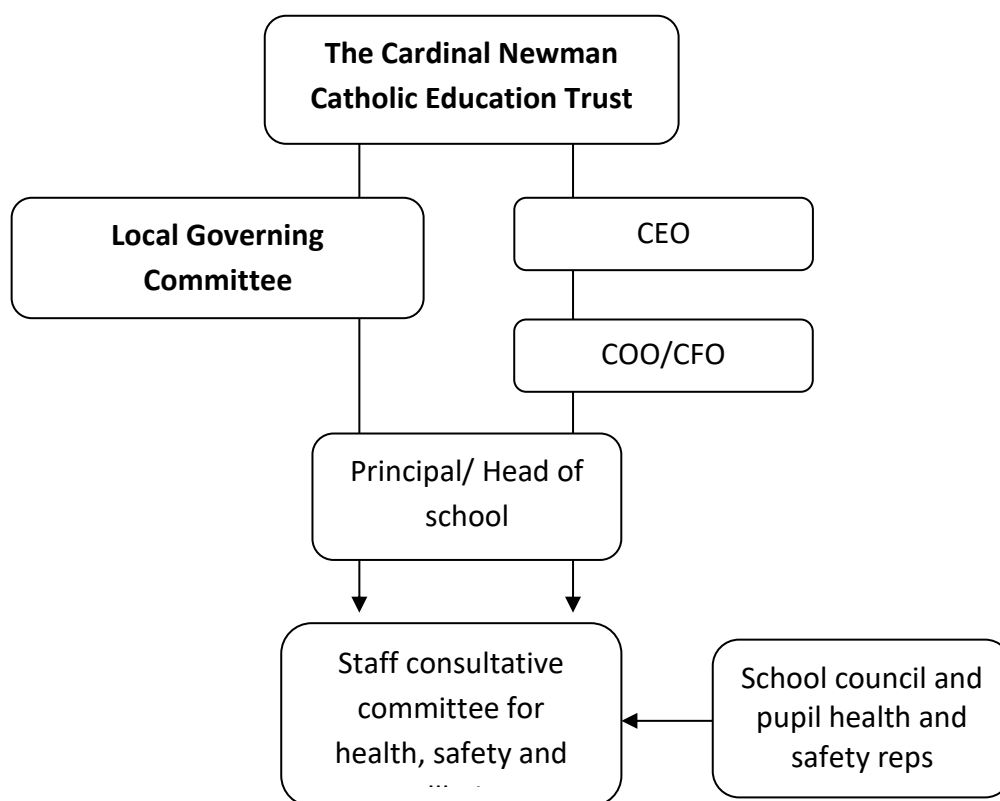 The Cardinal Newman
Catholic Education Trust
Local Governing
Committee
CEO
COO/CFO
Principal/ Head of
school
Staff consultative
committee for
health, safety and
School council and
pupil health and
safety reps